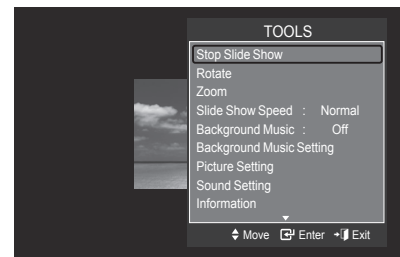 TOOLS
Stop Slide Show
Rotate
Zoom
Slide Show Speed : Normal
Background Music : Off
Background Music Setting
Picture Setting
Sound Setting
Information
Move Enter Exit